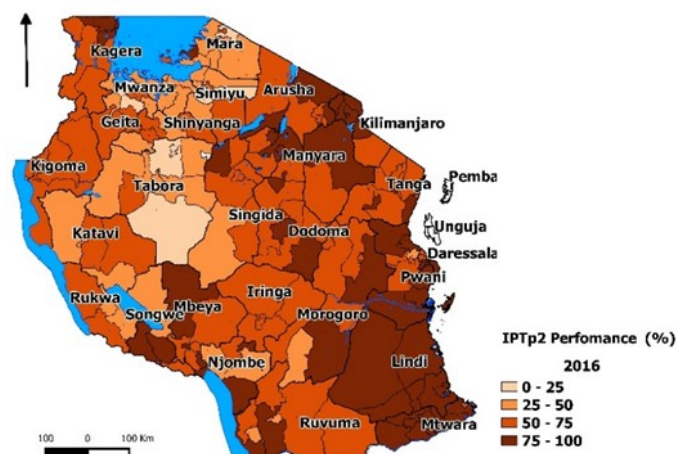 Kagera
Mara
Mwanza
Simiyu
Arusha
Geita
Shinyanga
Kilimanjaro
Kigoma
Manyara
Tabora
Tanga
Pemba
Katavi
Singida
Dodoma
Unguja
Daressala
Pwani
Rukwa
Songwe
Mbeya
Iringa
Morogoro
Njombe
Lindi
Ruvuma
Mtwara
IPTp2 Perfomance (%)
2016
0 - 25
25 - 50
50 - 75
75 - 100
100 0 100 Km